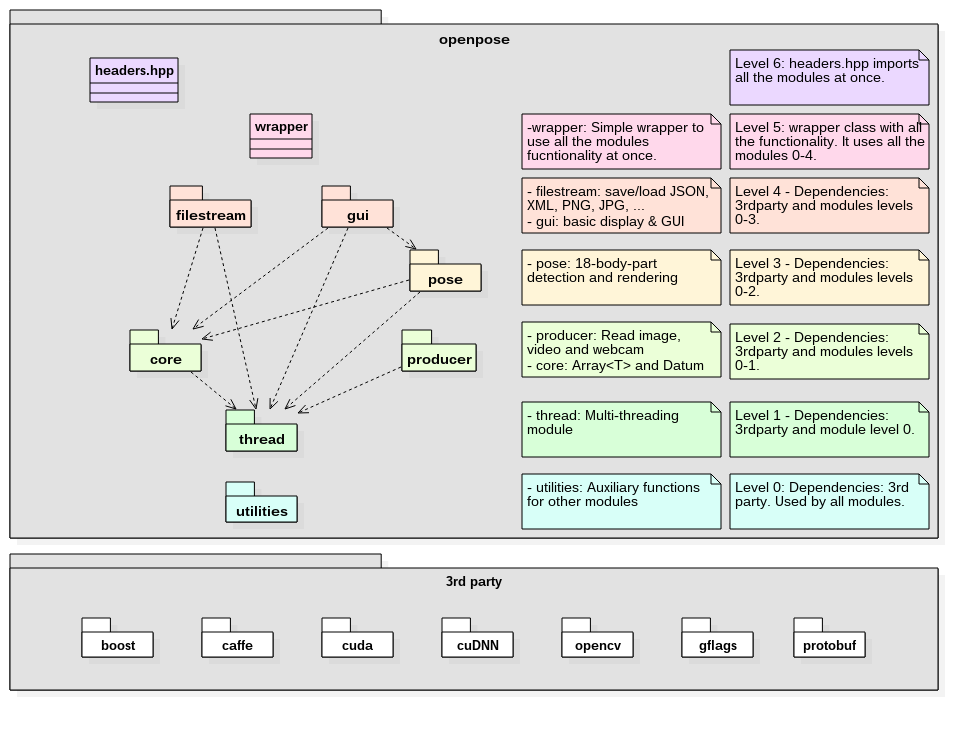 openpose
headers.hpp
Level 6: headers.hpp imports
all the modules at once.
wrapper
-wrapper: Simple wrapper to
use all the modules
fucntionality at once.
Level 5: wrapper class with all
the functionality. It uses all the
modules 0-4.
filestream
gui
- filestream: save/load JSON,
XML, PNG, JPG, ...
- gui: basic display & GUI
Level 4 - Dependencies:
3rdparty and modules levels
0-3.
pose
- pose: 18-body-part
detection and rendering
Level 3 - Dependencies:
3rdparty and modules levels
0-2.
core
producer
- producer: Read image,
video and webcam
- core: Array<T> and Datum
Level 2 - Dependencies:
3rdparty and modules levels
0-1.
thread
- thread: Multi-threading
module
Level 1 - Dependencies:
3rdparty and module level 0.
utilities
- utilities: Auxiliary functions
for other modules
Level 0: Dependencies: 3rd
party. Used by all modules.
3rd party
boost
caffe
cuda
cuDNN
opencv
gflags
protobuf